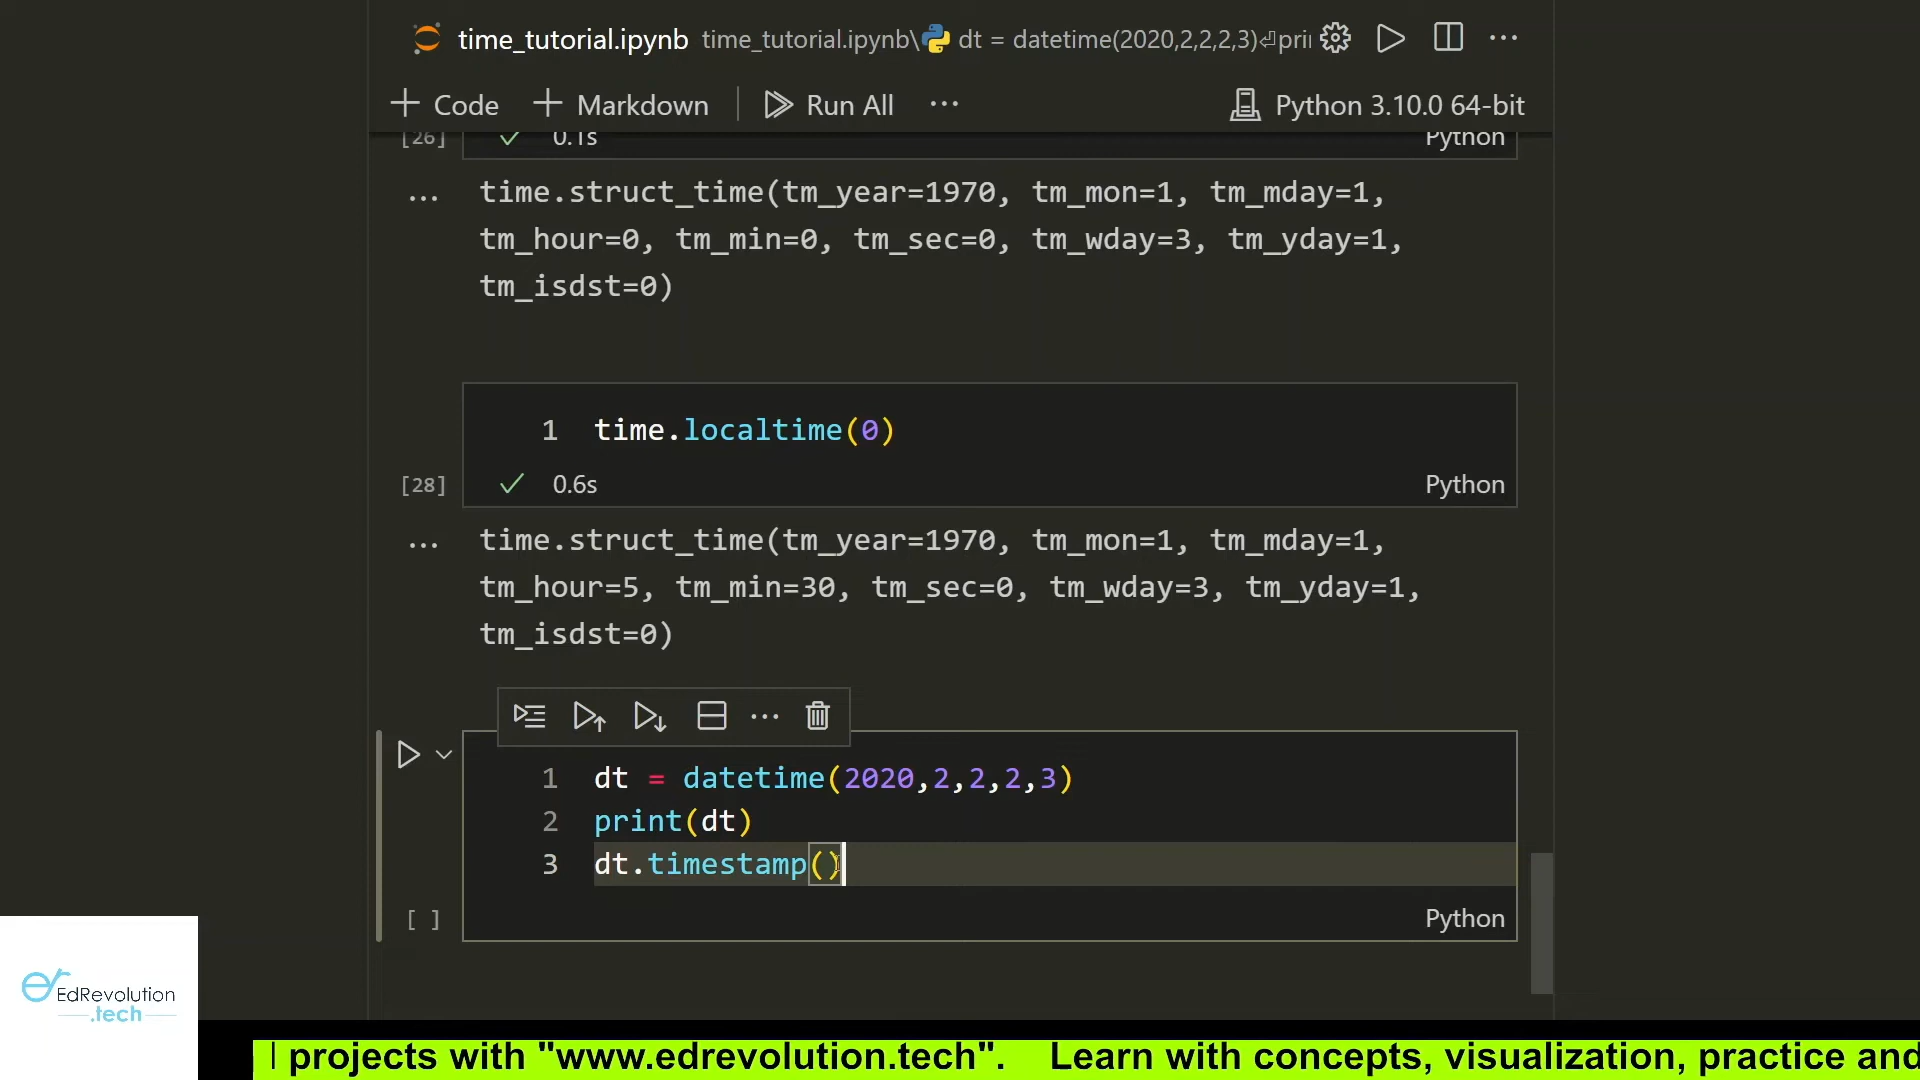 time_tutorial.ipynb time_tutorial.ipynb\ dt = datetime(2020,2,2,2,3)⏎pri
Code Markdown Run All ... Python 3.10.0 64-bit
[26] 0.1s Python
... time.struct_time(tm_year=1970, tm_mon=1, tm_mday=1,
tm_hour=0, tm_min=0, tm_sec=0, tm_wday=3, tm_yday=1,
tm_isdst=0)
1 time.localtime(0)
[28] 0.6s Python
... time.struct_time(tm_year=1970, tm_mon=1, tm_mday=1,
tm_hour=5, tm_min=30, tm_sec=0, tm_wday=3, tm_yday=1,
tm_isdst=0)
1 dt = datetime(2020,2,2,2,3)
2 print(dt)
3 dt.timestamp()
[ ] Python
EdRevolution
.tech
projects with "www.edrevolution.tech". Learn with concepts, visualization, practice and